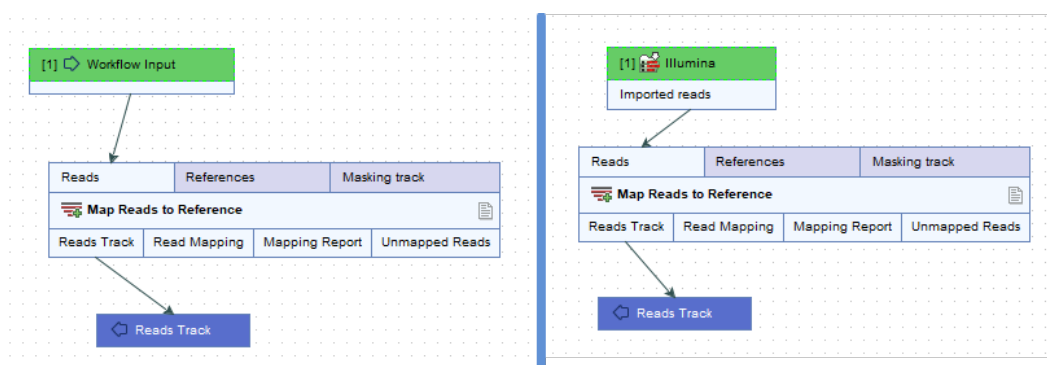 [1] Workflow Input
Reads References Masking track
Map Reads to Reference
Reads Track Read Mapping Mapping Report Unmapped Reads
Reads Track
[1] Illumina
Imported reads
Reads References Masking track
Map Reads to Reference
Reads Track Read Mapping Mapping Report Unmapped Reads
Reads Track